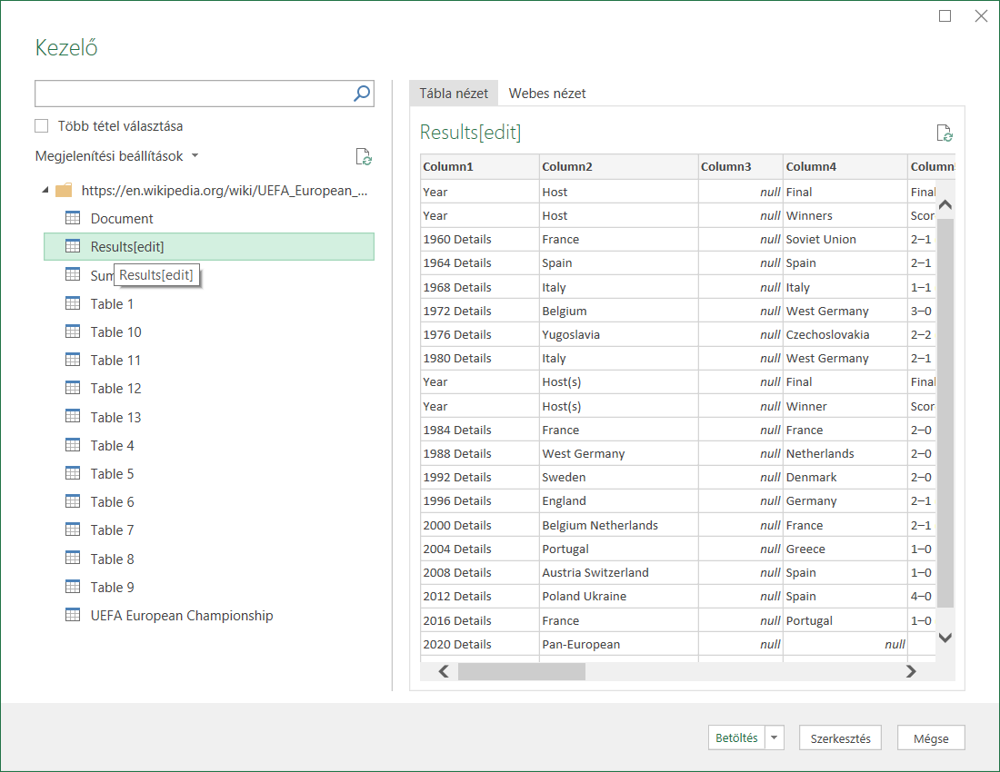 Kezelő
Több tétel választása
Megjelenítési beállítások
https://en.wikipedia.org/wiki/UEFA_European_...
Document
Results[edit]
Sum
Results[edit]
Table 1
Table 10
Table 11
Table 12
Table 13
Table 4
Table 5
Table 6
Table 7
Table 8
Table 9
UEFA European Championship
Tábla nézet Webes nézet
Results[edit]
Column1 Column2 Column3 Column4 Column5
Year Host null Final Final
Year Host null Winners Scor
1960 Details France null Soviet Union 2–1
1964 Details Spain null Spain 2–1
1968 Details Italy null Italy 1–1
1972 Details Belgium null West Germany 3–0
1976 Details Yugoslavia null Czechoslovakia 2–2
1980 Details Italy null West Germany 2–1
Year Host(s) null Final Final
Year Host(s) null Winner Scor
1984 Details France null France 2–0
1988 Details West Germany null Netherlands 2–0
1992 Details Sweden null Denmark 2–0
1996 Details England null Germany 2–1
2000 Details Belgium Netherlands null France 2–1
2004 Details Portugal null Greece 1–0
2008 Details Austria Switzerland null Spain 1–0
2012 Details Poland Ukraine null Spain 4–0
2016 Details France null Portugal 1–0
2020 Details Pan-European null null
Betöltés Szerkesztés Mégse